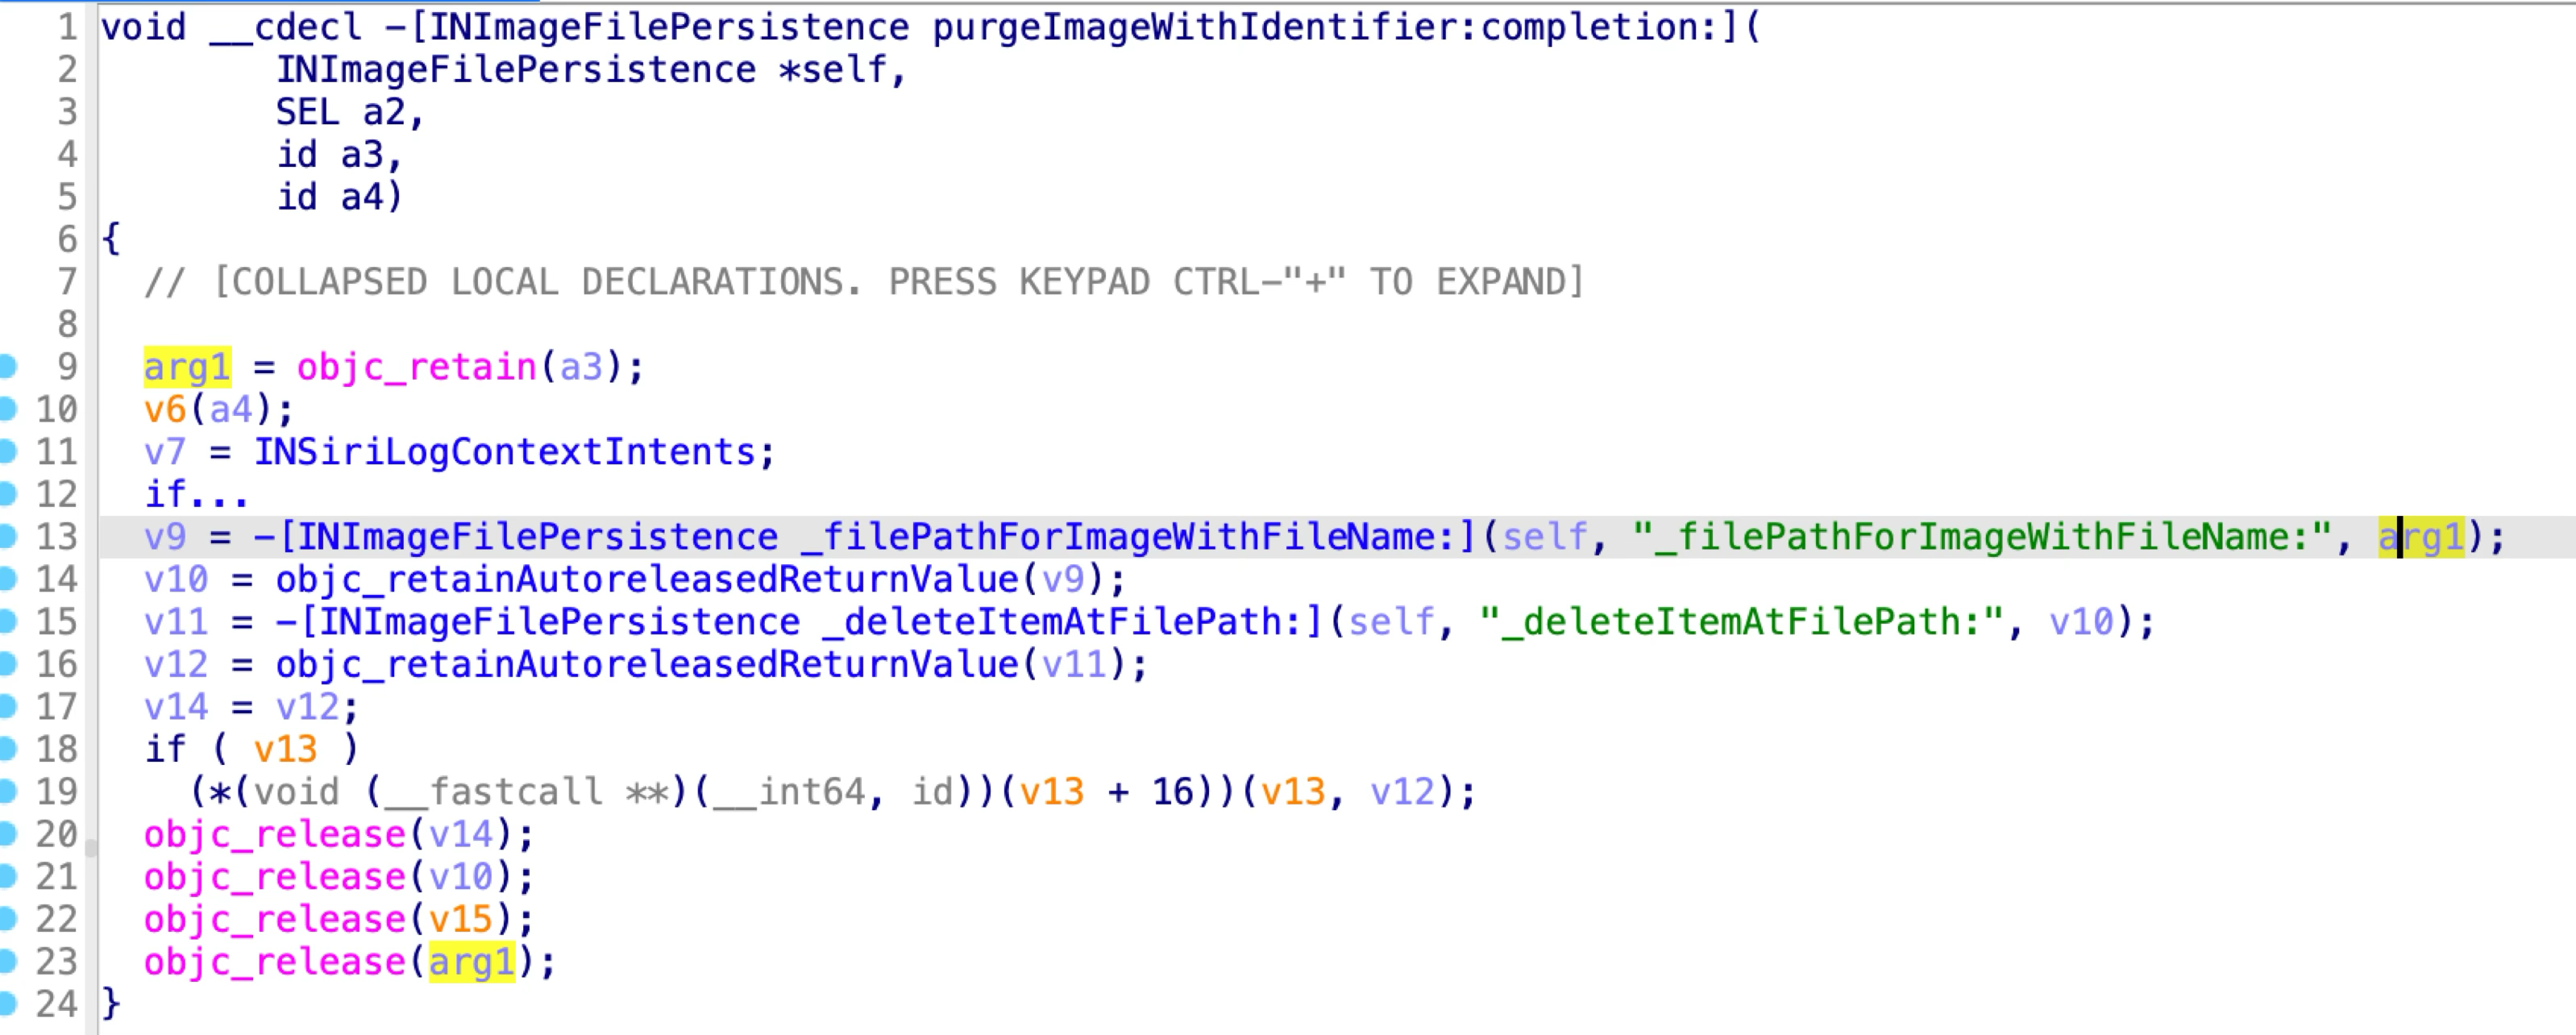 1 void __cdecl -[INImageFilePersistence purgeImageWithIdentifier:completion:](
2 INImageFilePersistence *self,
3 SEL a2,
4 id a3,
5 id a4)
6 {
7 // [COLLAPSED LOCAL DECLARATIONS. PRESS KEYPAD CTRL-"+" TO EXPAND]
8
9 arg1 = objc_retain(a3);
10 v6(a4);
11 v7 = INSiriLogContextIntents;
12 if...
13 v9 = -[INImageFilePersistence _filePathForImageWithFileName:](self, "_filePathForImageWithFileName:", arg1);
14 v10 = objc_retainAutoreleasedReturnValue(v9);
15 v11 = -[INImageFilePersistence _deleteItemAtFilePath:](self, "_deleteItemAtFilePath:", v10);
16 v12 = objc_retainAutoreleasedReturnValue(v11);
17 v14 = v12;
18 if ( v13 )
19 (*(void (__fastcall **)(__int64, id))(v13 + 16))(v13, v12);
20 objc_release(v14);
21 objc_release(v10);
22 objc_release(v15);
23 objc_release(arg1);
24 }